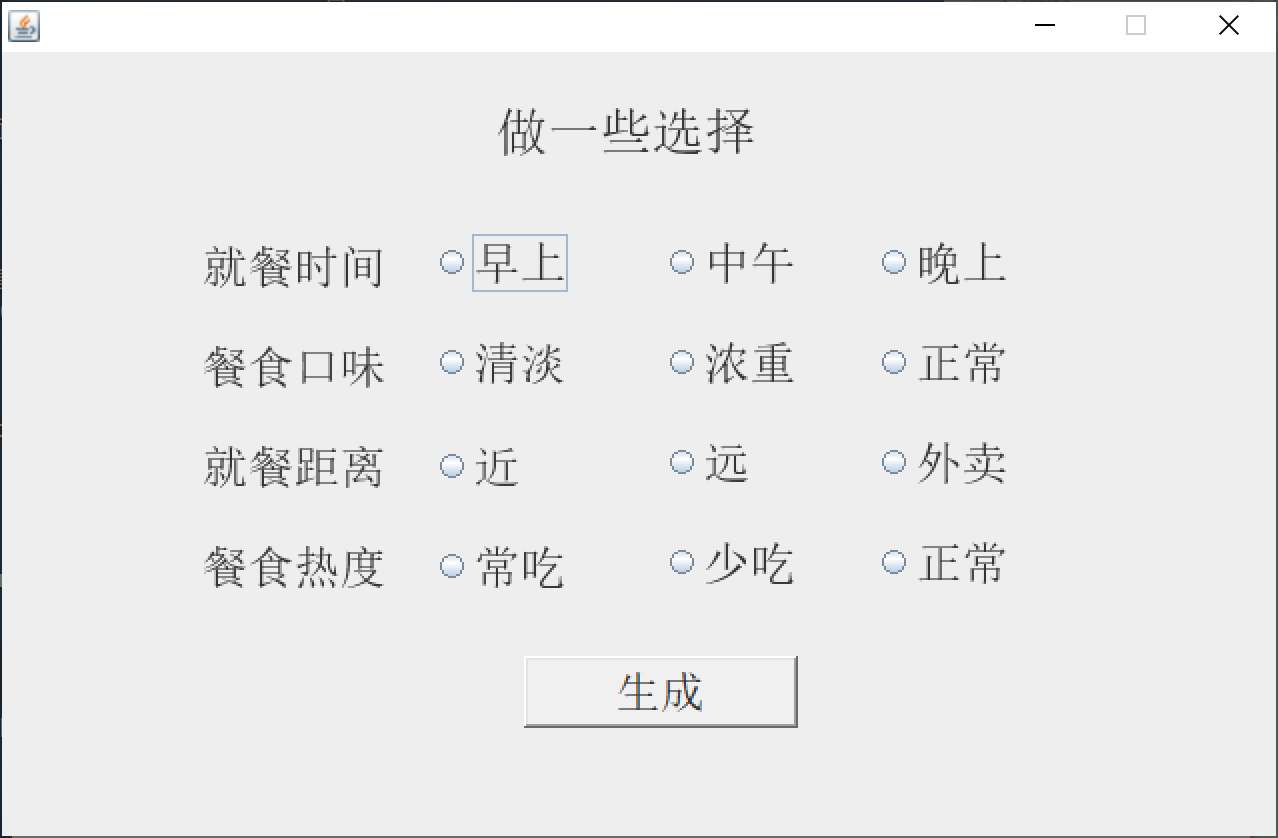 做一些选择
就餐时间 早上 中午 晚上
餐食口味 清淡 浓重 正常
就餐距离 近 远 外卖
餐食热度 常吃 少吃 正常
生成